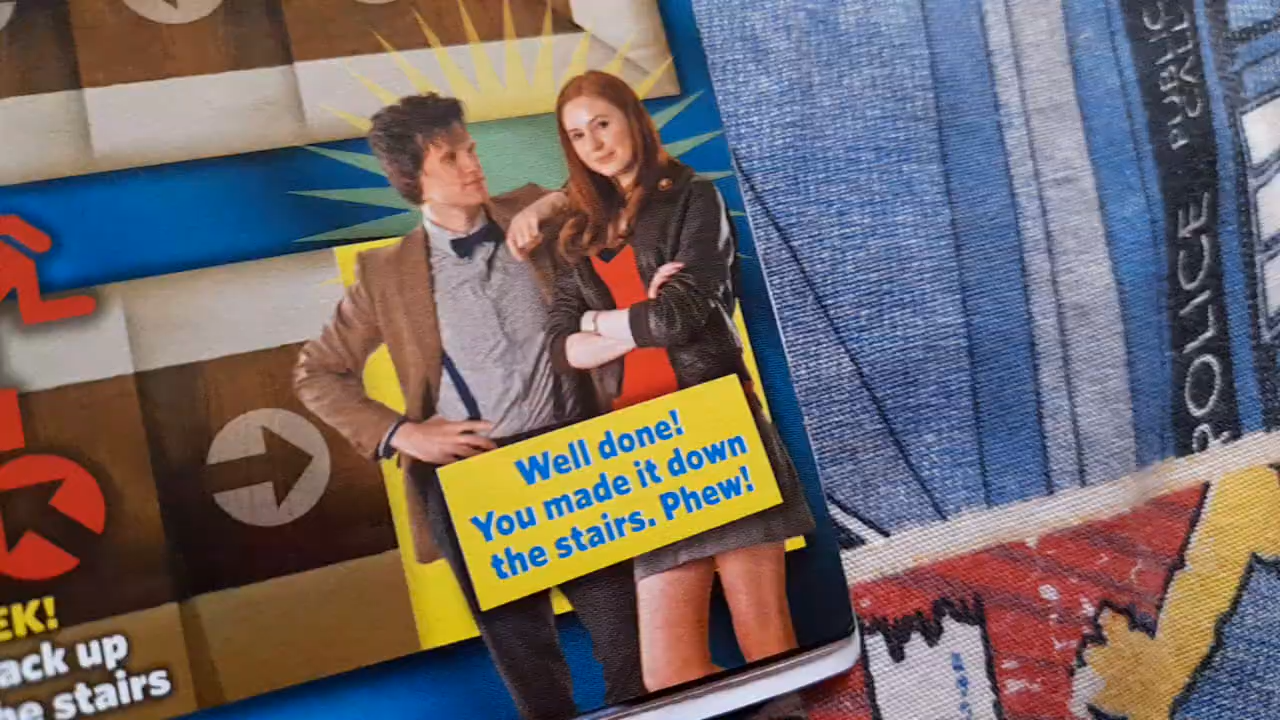 Well done!
You made it down
the stairs. Phew!
EK!
ack up
he stairs
POLICE PUBLIC
CALL